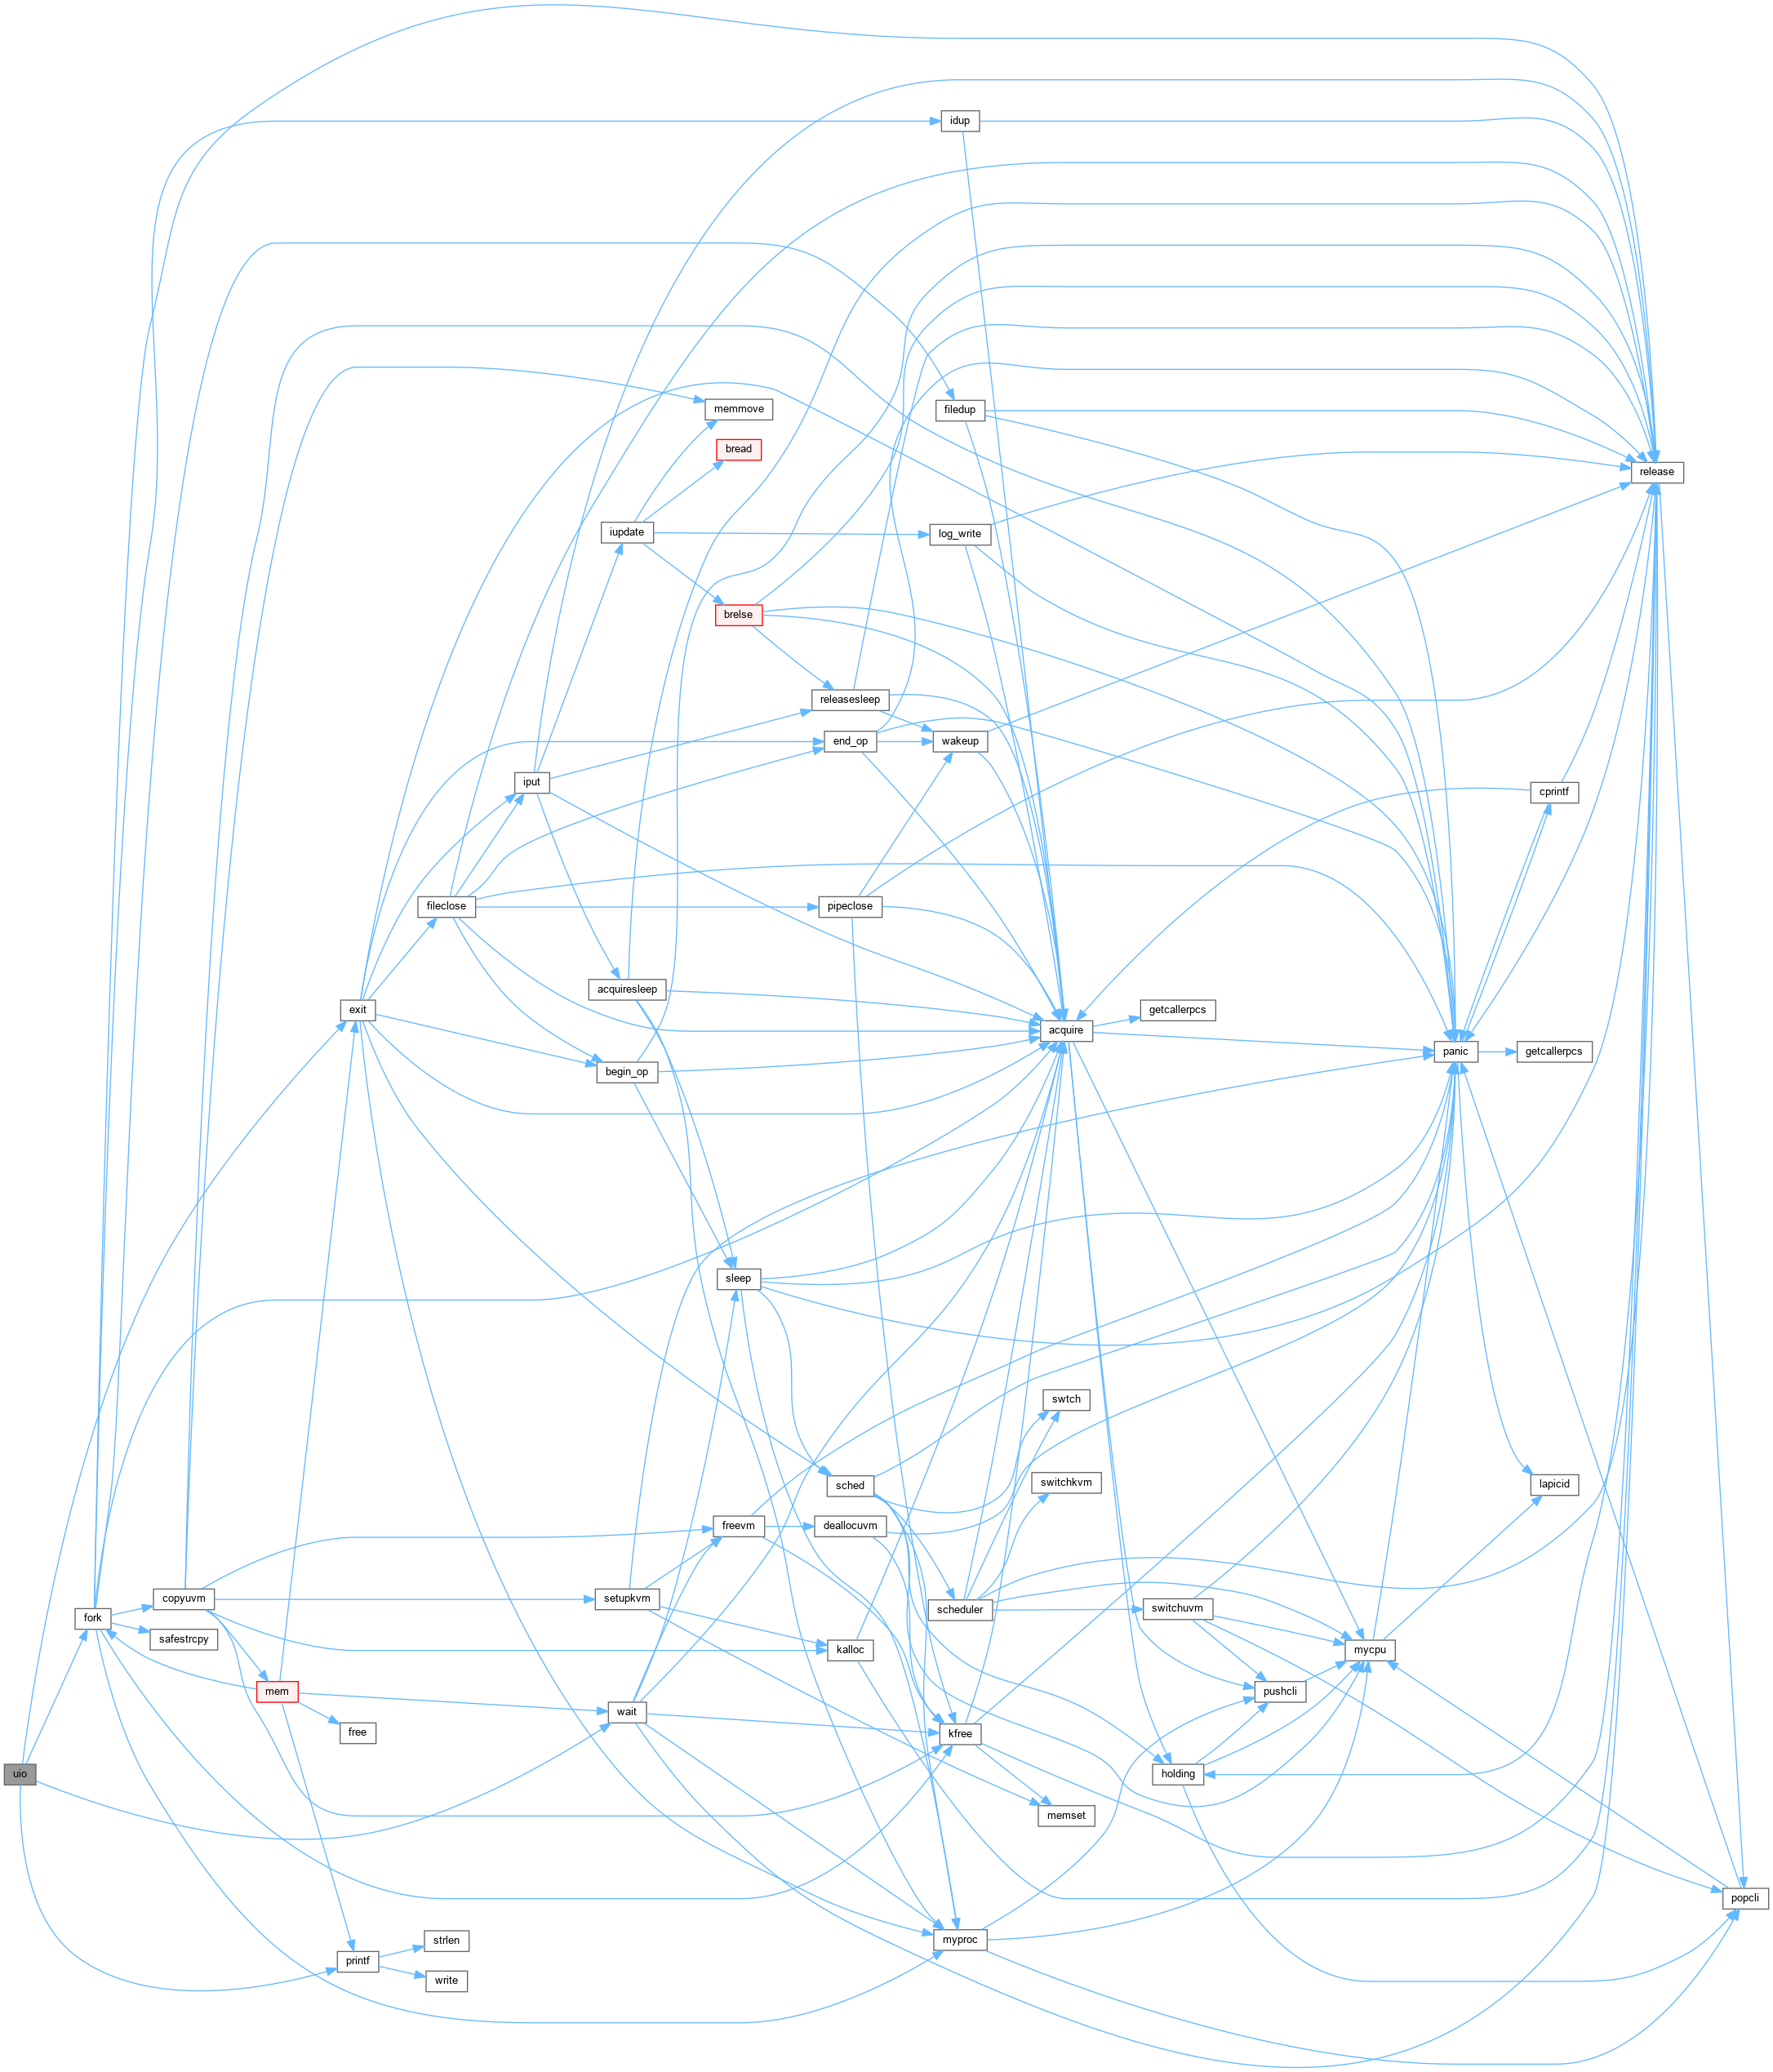 idup
memmove
filedup
bread
release
iupdate
log_write
brelse
releasesleep
end_op
wakeup
iput
cprintf
fileclose
pipeclose
acquiresleep
exit
getcallerpcs
acquire
panic
getcallerpcs
begin_op
sleep
swtch
sched
switchkvm
lapicid
freevm
deallocuvm
copyuvm
setupkvm
scheduler
switchuvm
fork
safestrcpy
kalloc
mycpu
mem
pushcli
wait
free
kfree
uio
holding
memset
popcli
strlen
myproc
printf
write